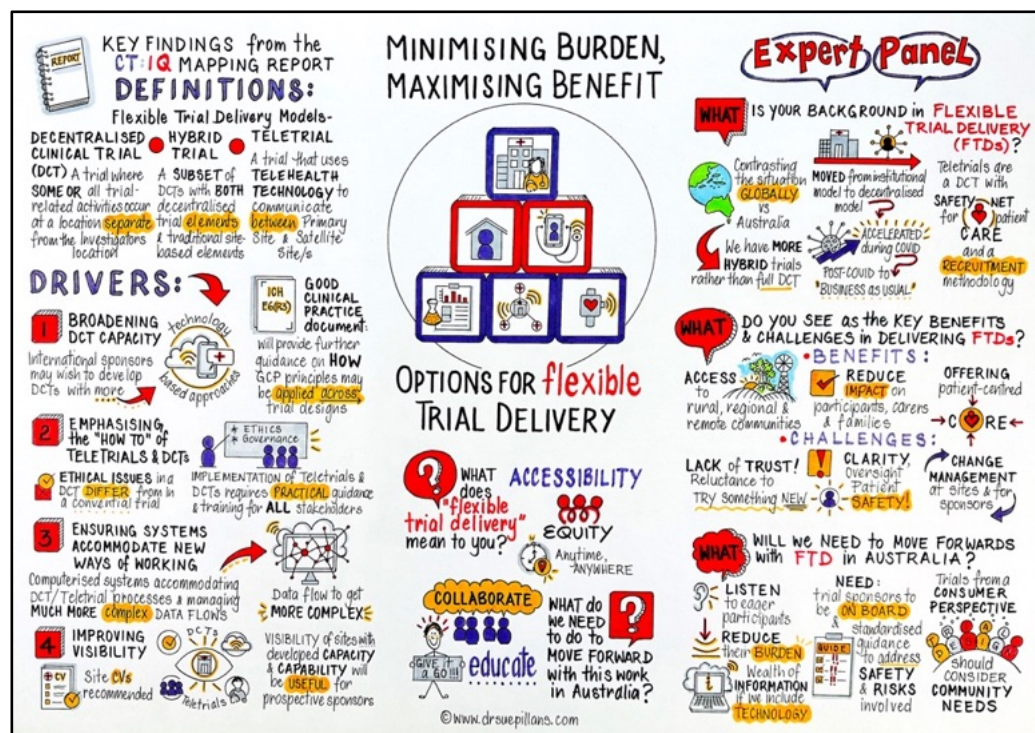 REPORT
KEY FINDINGS from the
CT:IQ MAPPING REPORT
DEFINITIONS:
Flexible Trial Delivery Models-
DECENTRALISED
CLINICAL TRIAL
(DCT) A trial where
SOME OR all trial-
related activities occur
at a location separate
from the Investigators
location
HYBRID
TRIAL
A SUBSET of
DCTs with BOTH
decentralised
trial elements
& traditional site-
based elements
TELETRIAL
A trial that uses
TELEHEALTH
TECHNOLOGY to
communicate
between Primary
Site & Satellite
Site/s
DRIVERS:
1 BROADENING
DCT CAPACITY
International sponsors
may wish to develop
DCTs with more
technology
based approaches
ICH
E6(R3)
GOOD
CLINICAL
PRACTICE
document:
will provide further
guidance on HOW
GCP principles may
be applied across
trial designs
2 EMPHASISING
the "HOW TO" of
TELETRIALS & DCTs
ETHICAL ISSUES in a
DCT DIFFER from in
a convential trial
* ETHICS
* Governance
IMPLEMENTATION of Teletrials &
DCTs requires PRACTICAL guidance
& training for ALL stakeholders
3 ENSURING SYSTEMS
ACCOMMODATE NEW
WAYS OF WORKING
Computerised systems accommodating
DCT/Teletrial processes & managing
MUCH MORE complex DATA FLOWS
Data flow to get
MORE COMPLEX
4 IMPROVING
VISIBILITY
CV
Site CVs
recommended
DCTs
Teletrials
VISIBILITY of sites with
developed CAPACITY &
CAPABILITY will
be USEFUL for
prospective sponsors
MINIMISING BURDEN,
MAXIMISING BENEFIT
OPTIONS FOR flexible
TRIAL DELIVERY
WHAT
does
"flexible
trial delivery"
mean to you?
ACCESSIBILITY
EQUITY
Anytime,
ANYWHERE
COLLABORATE
GIVE it
a GO!!!
educate
WHAT DO
WE NEED
to do to
MOVE FORWARD
with this work
in Australia?
©www.drsuepillans.com
Expert Panel
WHAT IS YOUR BACKGROUND in FLEXIBLE
TRIAL DELIVERY
(FTDs)?
Contrasting
the situation
GLOBALLY
vs
Australia
We have MORE
HYBRID trials
rather than full DCT
MOVED from institutional
model to decentralised
model
ACCELERATED
during COVID
POST-COVID to
"BUSINESS as USUAL"
Teletrials are
a DCT with
SAFETY NET
for patient
CARE
and a
RECRUITMENT
methodology
WHAT DO YOU SEE as the KEY BENEFITS
& CHALLENGES in DELIVERING FTDs?
• BENEFITS:
ACCESS
to
rural, regional &
remote communities
REDUCE
IMPACT on
participants, carers
& families
OFFERING
patient-centred
CORE
• CHALLENGES:
LACK of TRUST!
Reluctance to
TRY something NEW
CLARITY,
Oversight
Patient
SAFETY!
CHANGE
MANAGEMENT
at sites & for
sponsors
WHAT WILL WE NEED to MOVE FORWARDS
with FTD in AUSTRALIA?
LISTEN
to eager
participants
REDUCE
their BURDEN
Wealth of
INFORMATION
if we include
TECHNOLOGY
NEED:
trial sponsors to
be ON BOARD
&
GUIDE
standardised
guidance
to address
SAFETY
& RISKS
involved
Trials from a
CONSUMER
PERSPECTIVE
DESIGN
should
consider
COMMUNITY
NEEDS